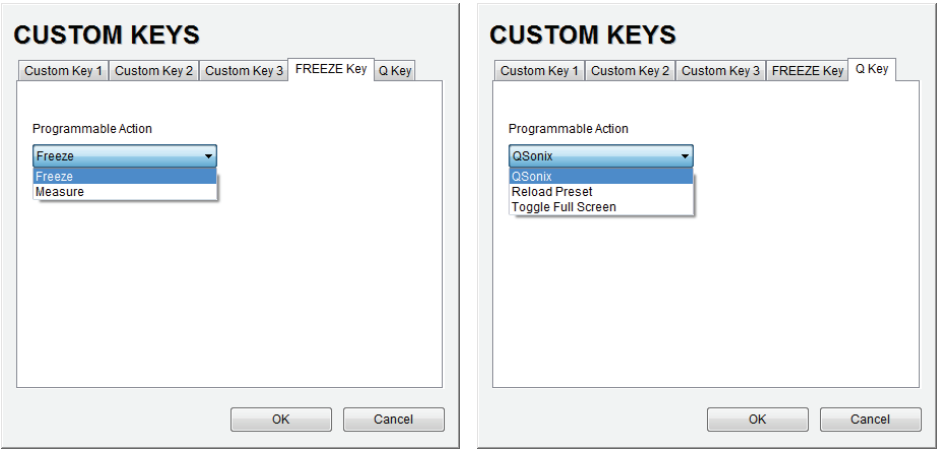 CUSTOM KEYS
Custom Key 1 Custom Key 2 Custom Key 3 FREEZE Key Q Key
Programmable Action
Freeze
Freeze
Measure
OK Cancel
CUSTOM KEYS
Custom Key 1 Custom Key 2 Custom Key 3 FREEZE Key Q Key
Programmable Action
QSonix
QSonix
Reload Preset
Toggle Full Screen
OK Cancel